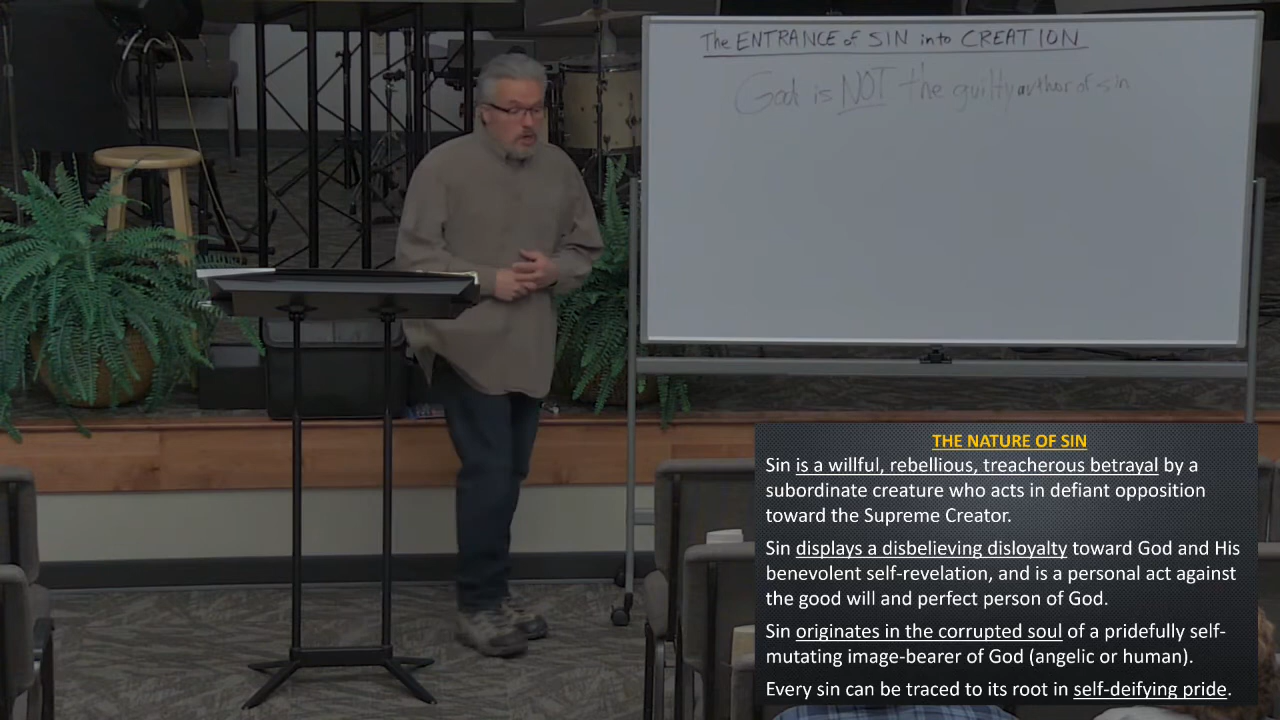 The ENTRANCE of SIN into CREATION
God is NOT the guilty author of sin
THE NATURE OF SIN
Sin is a willful, rebellious, treacherous betrayal by a
subordinate creature who acts in defiant opposition
toward the Supreme Creator.
Sin displays a disbelieving disloyalty toward God and His
benevolent self-revelation, and is a personal act against
the good will and perfect person of God.
Sin originates in the corrupted soul of a pridefully self-
mutating image-bearer of God (angelic or human).
Every sin can be traced to its root in self-deifying pride.